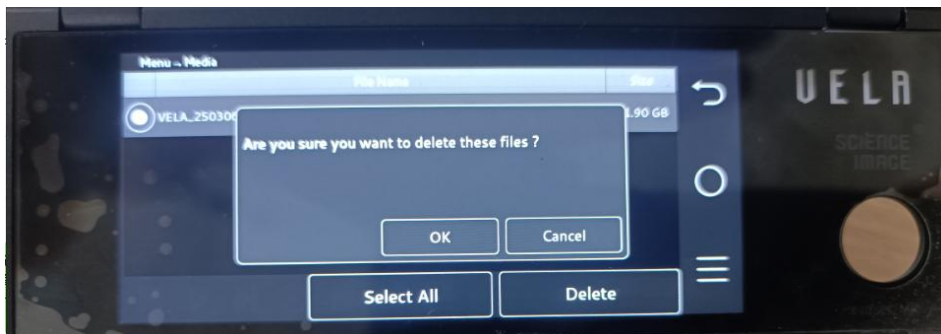 Menu → Media
File Name Size
VELA_250306 1.90 GB
Are you sure you want to delete these files ?
OK Cancel
Select All Delete
VELA
SCIENCE
IMAGE